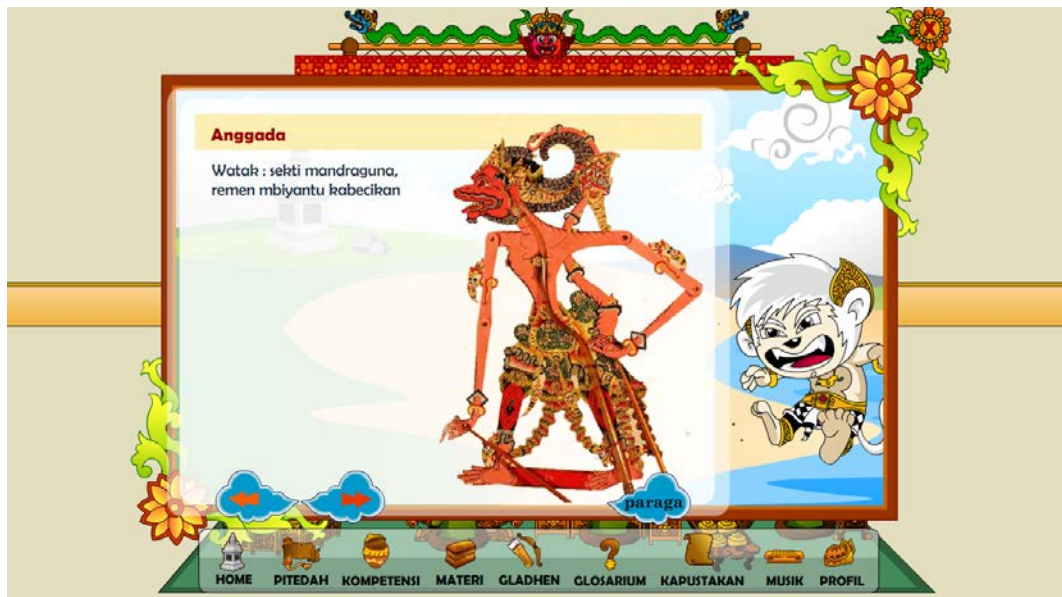 X
Anggada
Watak : sekti mandraguna,
remen mbiyantu kabecikan
paraga
HOME PITEDAH KOMPETENSI MATERI GLADHEN GLOSARIUM KAPUSTAKAN MUSIK PROFIL